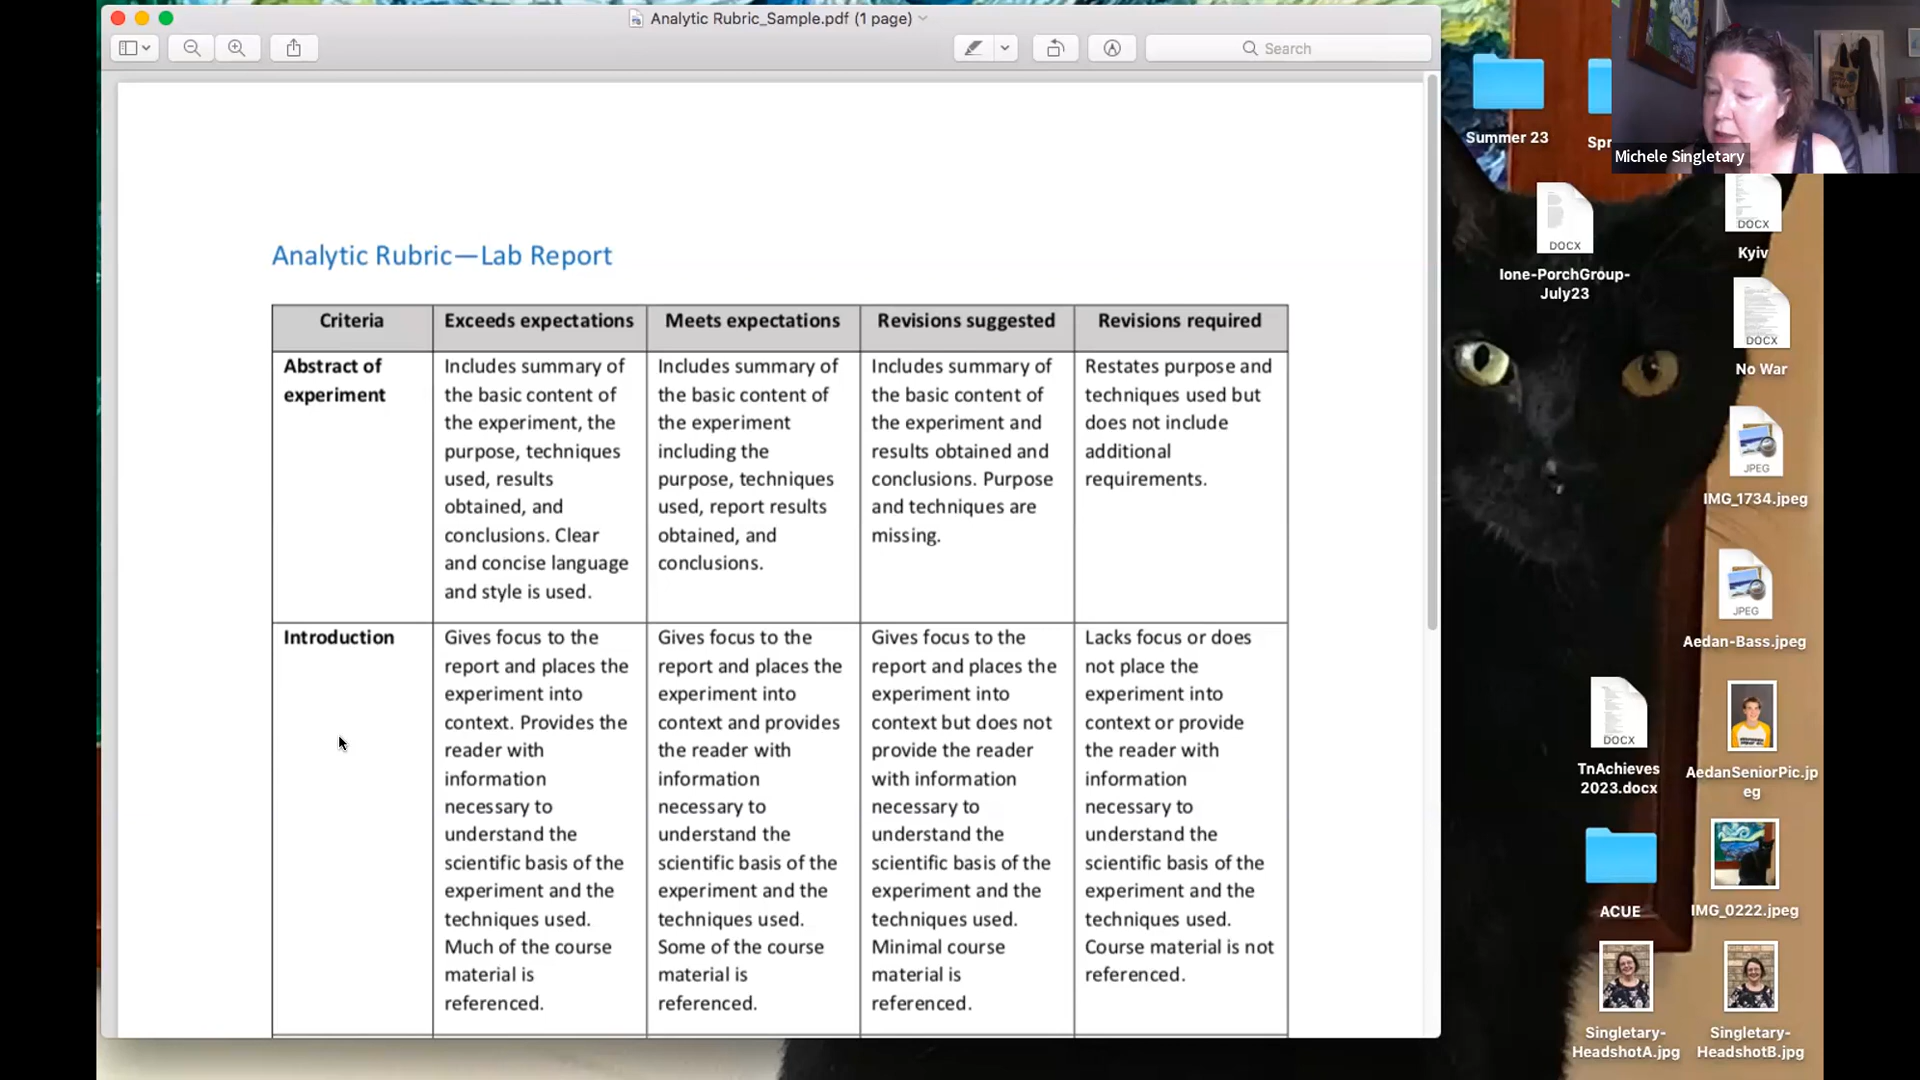 Analytic Rubric_Sample.pdf (1 page)
Search
Analytic Rubric—Lab Report
Criteria
Exceeds expectations
Meets expectations
Revisions suggested
Revisions required
Abstract of
experiment
Includes summary of
the basic content of
the experiment, the
purpose, techniques
used, results
obtained, and
conclusions. Clear
and concise language
and style is used.
Includes summary of
the basic content of
the experiment
including the
purpose, techniques
used, report results
obtained, and
conclusions.
Includes summary of
the basic content of
the experiment and
results obtained and
conclusions. Purpose
and techniques are
missing.
Restates purpose and
techniques used but
does not include
additional
requirements.
Introduction
Gives focus to the
report and places the
experiment into
context. Provides the
reader with
information
necessary to
understand the
scientific basis of the
experiment and the
techniques used.
Much of the course
material is
referenced.
Gives focus to the
report and places the
experiment into
context and provides
the reader with
information
necessary to
understand the
scientific basis of the
experiment and the
techniques used.
Some of the course
material is
referenced.
Gives focus to the
report and places the
experiment into
context but does not
provide the reader
with information
necessary to
understand the
scientific basis of the
experiment and the
techniques used.
Minimal course
material is
referenced.
Lacks focus or does
not place the
experiment into
context or provide
the reader with
information
necessary to
understand the
scientific basis of the
experiment and the
techniques used.
Course material is not
referenced.
Summer 23
Spr
Michele Singletary
DOCX
Kyiv
DOCX
Ione-PorchGroup-
July23
DOCX
No War
JPEG
IMG_1734.jpeg
JPEG
Aedan-Bass.jpeg
DOCX
TnAchieves
2023.docx
AedanSeniorPic.jp
eg
ACUE
IMG_0222.jpeg
Singletary-
HeadshotA.jpg
Singletary-
HeadshotB.jpg